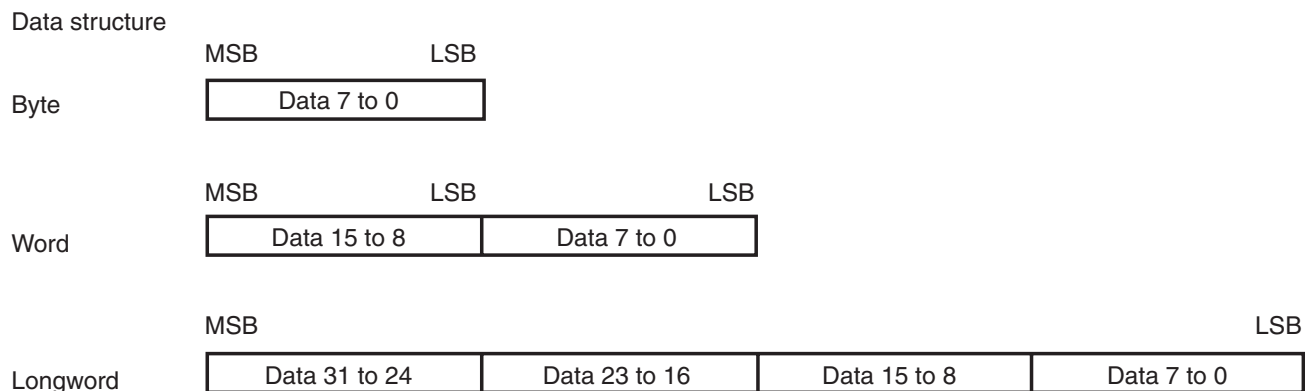 Data structure
MSB LSB
Byte Data 7 to 0
MSB LSB LSB
Word Data 15 to 8 Data 7 to 0
MSB LSB
Longword Data 31 to 24 Data 23 to 16 Data 15 to 8 Data 7 to 0